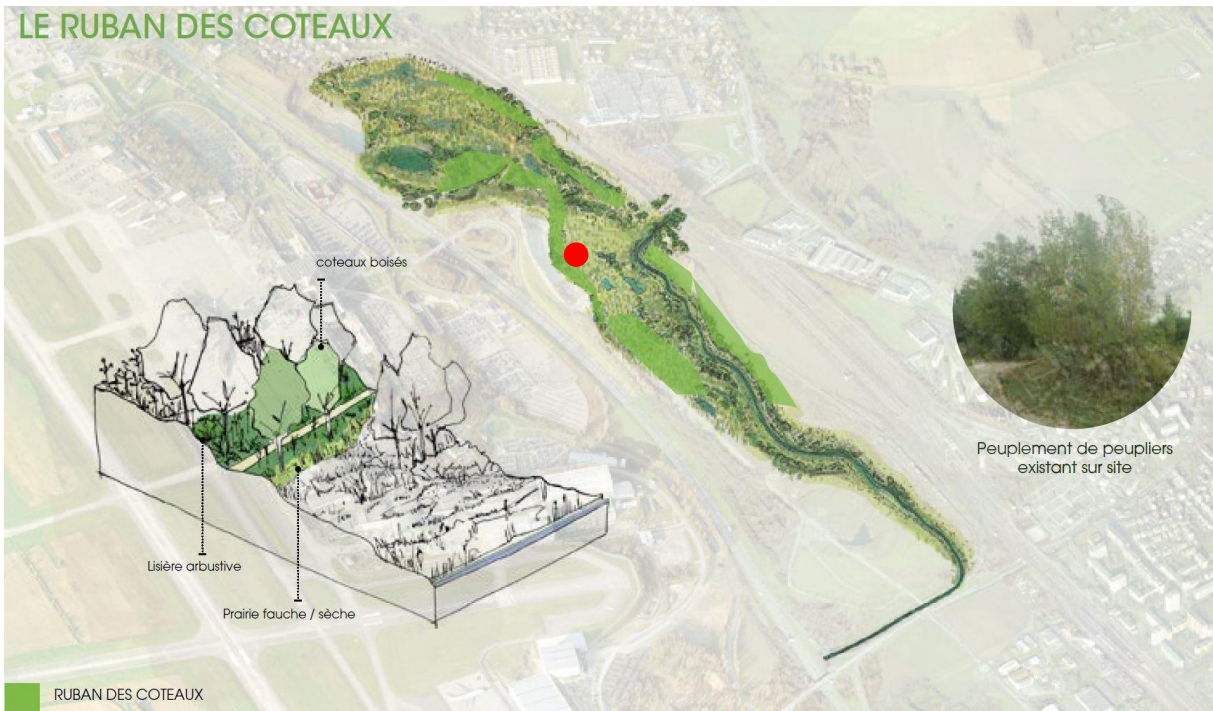 LE RUBAN DES COTEAUX
coteaux boisés
Lisière arbustive
Prairie fauche / sèche
Peuplement de peupliers
existant sur site
RUBAN DES COTEAUX